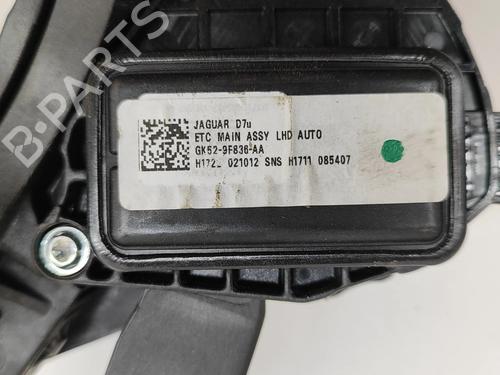 JAGUAR D7u
ETC MAIN ASSY LHD AUTO
GK52-9F836-AA
021012 SNS H1711 085407
B-PARTS